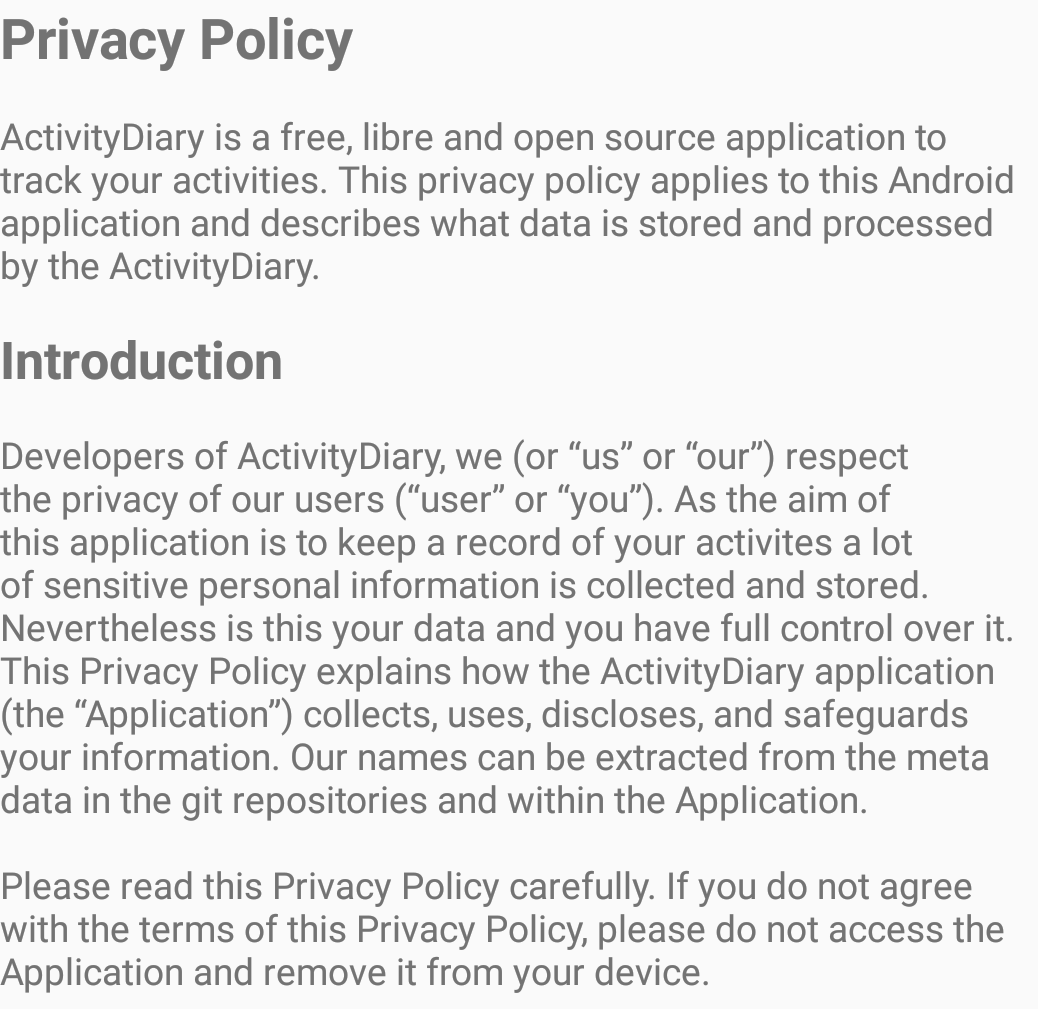 Privacy Policy
ActivityDiary is a free, libre and open source application to
track your activities. This privacy policy applies to this Android
application and describes what data is stored and processed
by the ActivityDiary.
Introduction
Developers of ActivityDiary, we (or “us” or “our”) respect
the privacy of our users (“user” or “you”). As the aim of
this application is to keep a record of your activites a lot
of sensitive personal information is collected and stored.
Nevertheless is this your data and you have full control over it.
This Privacy Policy explains how the ActivityDiary application
(the “Application”) collects, uses, discloses, and safeguards
your information. Our names can be extracted from the meta
data in the git repositories and within the Application.
Please read this Privacy Policy carefully. If you do not agree
with the terms of this Privacy Policy, please do not access the
Application and remove it from your device.